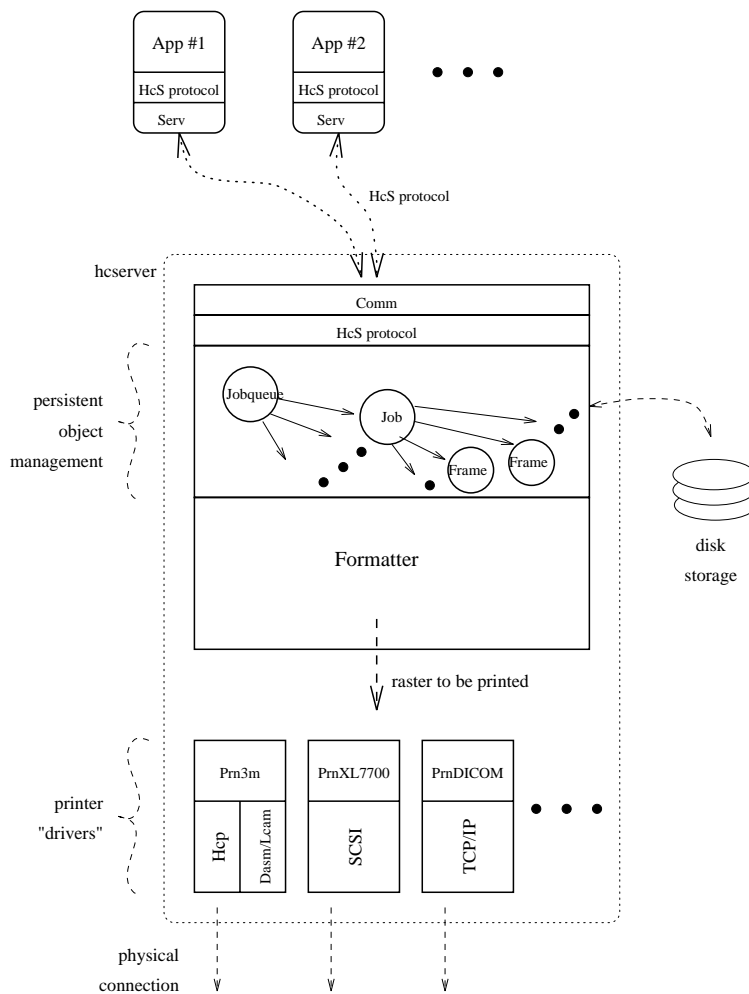 App #1
HcS protocol
Serv
App #2
HcS protocol
Serv
HcS protocol
hcserver
Comm
HcS protocol
persistent
object
management
Jobqueue
Job
Frame
Frame
disk
storage
Formatter
raster to be printed
printer
"drivers"
Prn3m
Hcp
Dasm/Lcam
PrnXL7700
SCSI
PrnDICOM
TCP/IP
physical
connection